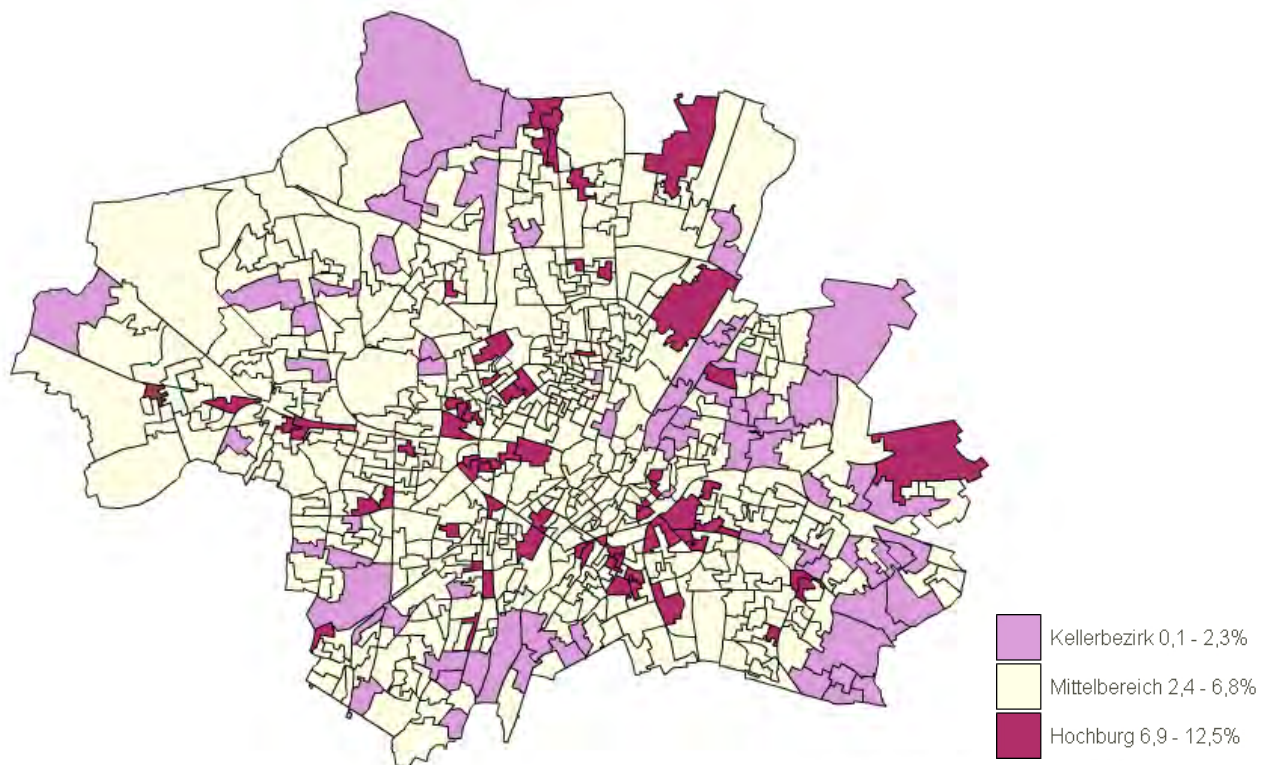 Kellerbezirk 0,1 - 2,3%
Mittelbereich 2,4 - 6,8%
Hochburg 6,9 - 12,5%